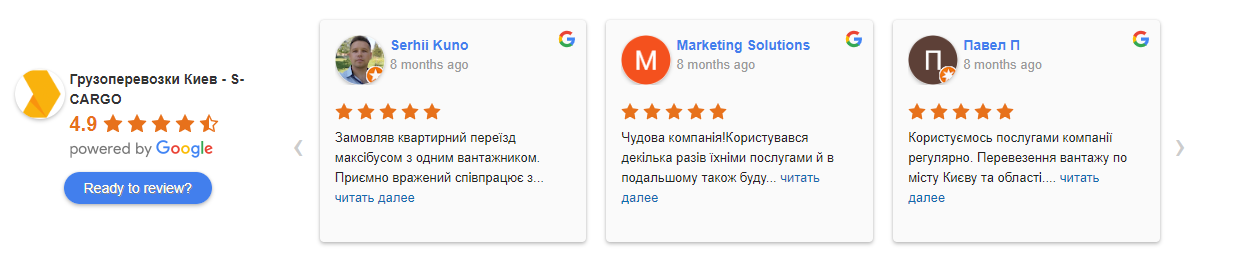 Грузоперевозки Киев - S-
CARGO
4.9
powered by Google
Ready to review?
Serhii Kuno
8 months ago
Замовляв квартирний переїзд
максібусом з одним вантажником.
Приємно вражений співпрацює з...
читать далее
Marketing Solutions
8 months ago
M
Чудова компанія!Користувався
декілька разів їхніми послугами й в
подальшому також буду... читать
далее
Павел П
8 months ago
П
Користуємось послугами компанії
регулярно. Перевезення вантажу по
місту Києву та області.... читать
далее